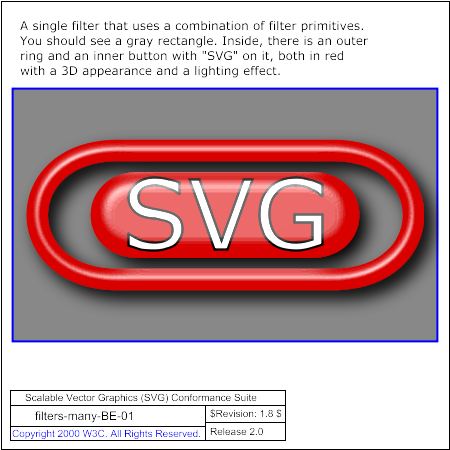 A single filter that uses a combination of filter primitives.
You should see a gray rectangle. Inside, there is an outer
ring and an inner button with "SVG" on it, both in red
with a 3D appearance and a lighting effect.
SVG
Scalable Vector Graphics (SVG) Conformance Suite
filters-many-BE-01
$Revision: 1.8 $
Copyright 2000 W3C. All Rights Reserved.
Release 2.0